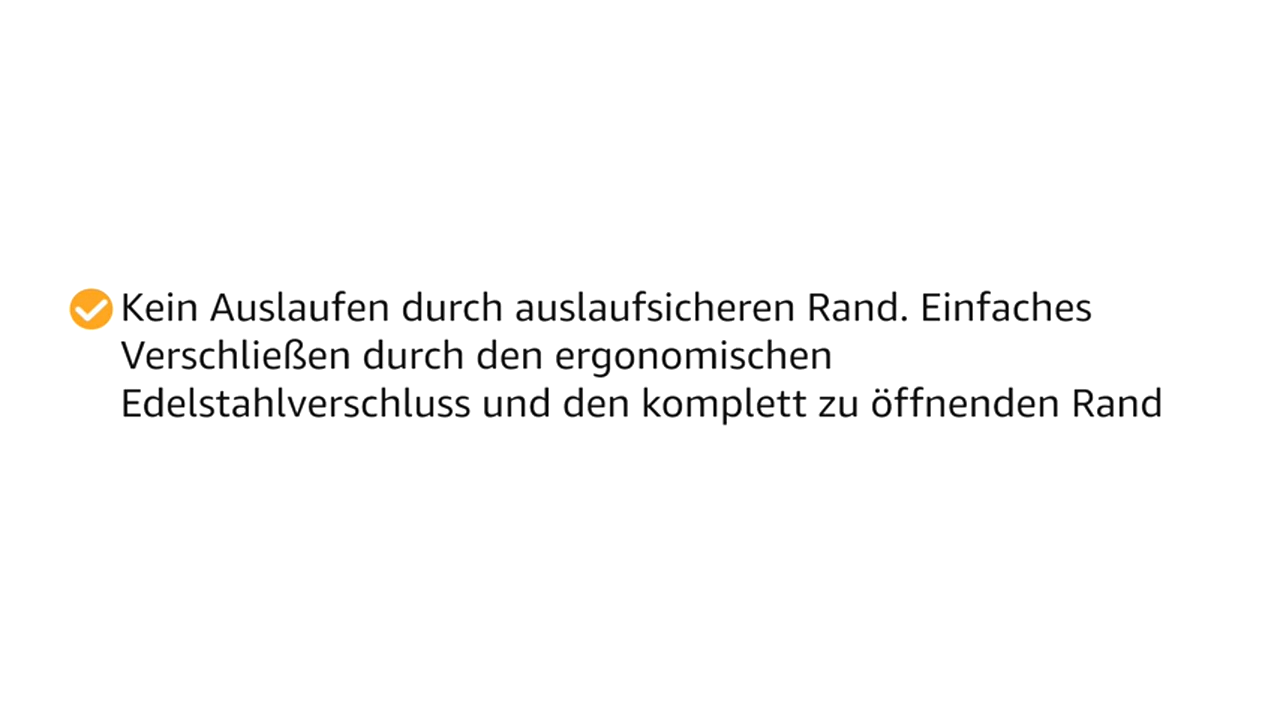 Kein Auslaufen durch auslaufsicheren Rand. Einfaches
Verschließen durch den ergonomischen
Edelstahlverschluss und den komplett zu öffnenden Rand